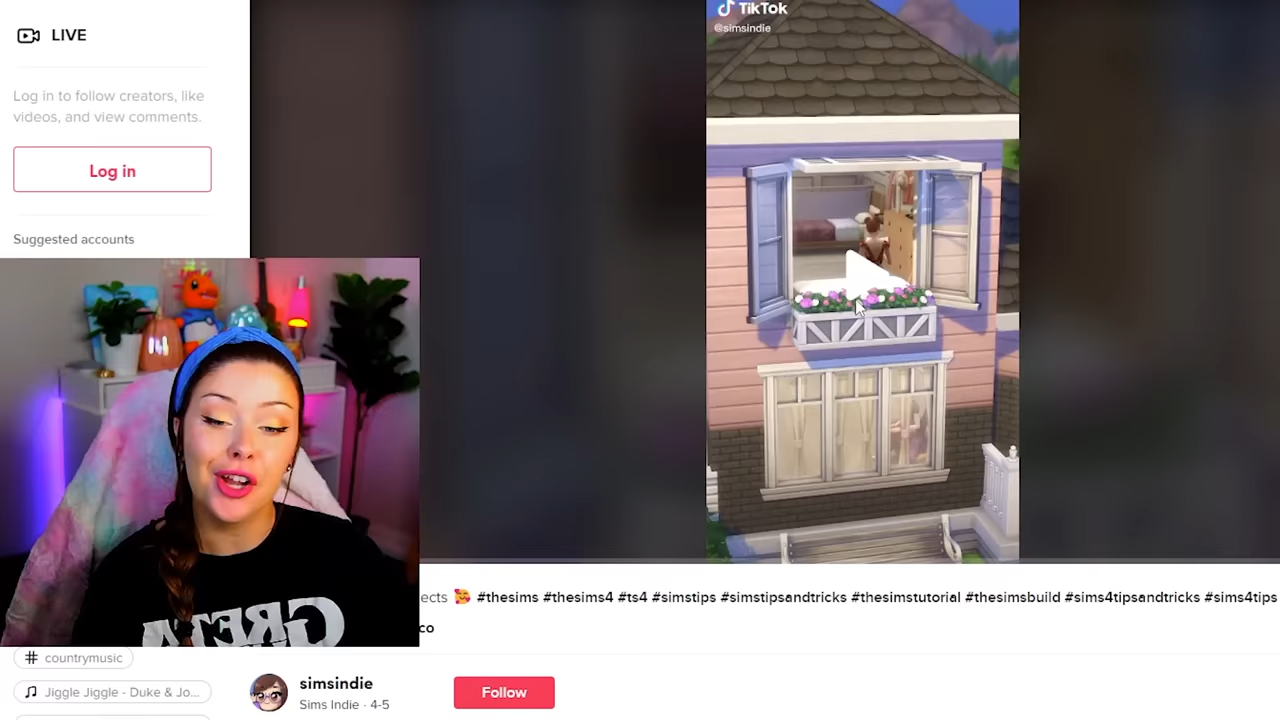 LIVE
Log in to follow creators, like
videos, and view comments.
Log in
Suggested accounts
TikTok
@simsindie
GRETA
ects 🥰 #thesims #thesims4 #ts4 #simstips #simstipsandtricks #thesimstutorial #thesimsbuild #sims4tipsandtricks #sims4tips
co
# countrymusic
Jiggle Jiggle - Duke & Jo...
simsindie
Sims Indie · 4-5
Follow